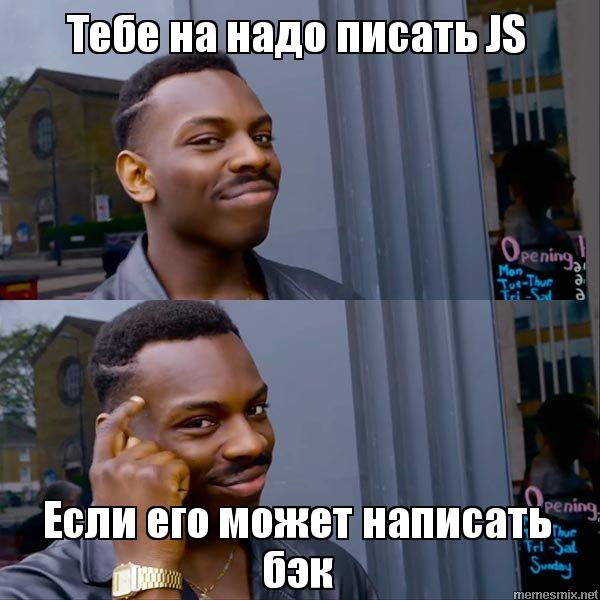 Тебе на надо писать JS
Opening
Mon
Tue-Thur
Fri-Sat
Если его может написать
бэк
Opening
Thur
Fri-Sat
Sunday
memesmix.net